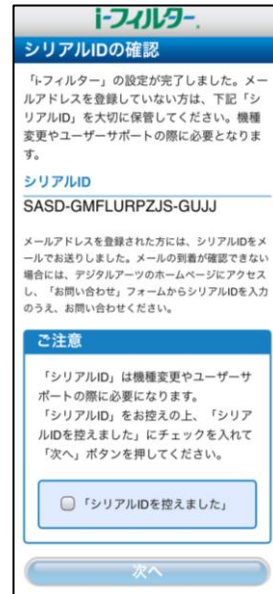 i-フィルター.
シリアルIDの確認
「i-フィルター」の設定が完了しました。メー
ルアドレスを登録していない方は、下記「シ
リアルID」を大切に保管してください。機種
変更やユーザーサポートの際に必要となりま
す。
シリアルID
SASD-GMFLURPZJS-GUJJ
メールアドレスを登録された方には、シリアルIDをメ
ールでお送りしました。メールの到着が確認できない
場合には、デジタルアーツのホームページにアクセス
し、「お問い合わせ」フォームからシリアルIDを入力
のうえ、お問い合わせください。
ご注意
「シリアルID」は機種変更やユーザーサ
ポートの際に必要になります。
「シリアルID」をお控えの上、「シリア
ルIDを控えました」にチェックを入れて
「次へ」ボタンを押してください。
「シリアルIDを控えました」
次へ